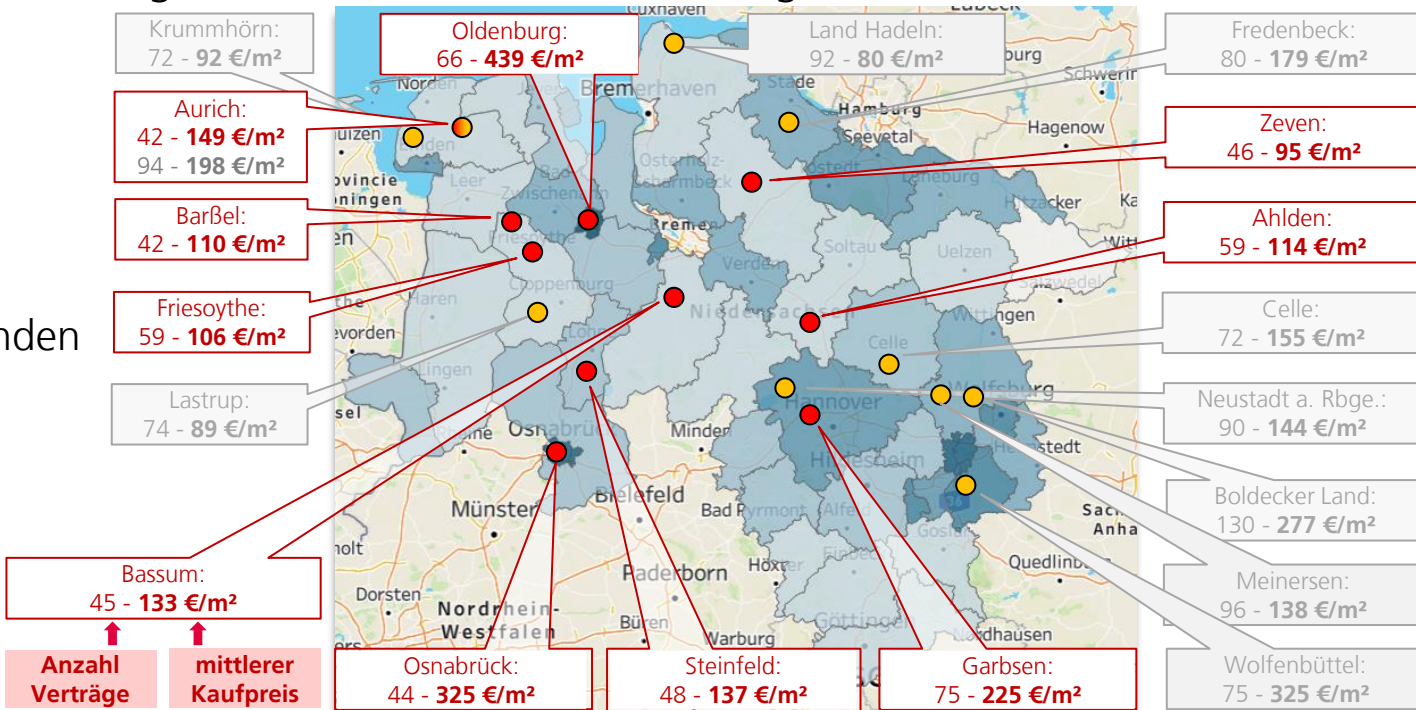 Krummhörn:
72 - 92 €/m²
Oldenburg:
66 - 439 €/m²
Land Hadeln:
92 - 80 €/m²
Fredenbeck:
80 - 179 €/m²
Aurich:
42 - 149 €/m²
94 - 198 €/m²
Zeven:
46 - 95 €/m²
Barßel:
42 - 110 €/m²
Ahlden:
59 - 114 €/m²
Friesoythe:
59 - 106 €/m²
Celle:
72 - 155 €/m²
Lastrup:
74 - 89 €/m²
Neustadt a. Rbge.:
90 - 144 €/m²
Boldecker Land:
130 - 277 €/m²
Bassum:
45 - 133 €/m²
Meinersen:
96 - 138 €/m²
Anzahl
Verträge
mittlerer
Kaufpreis
Osnabrück:
44 - 325 €/m²
Steinfeld:
48 - 137 €/m²
Garbsen:
75 - 225 €/m²
Wolfenbüttel:
75 - 325 €/m²
Norden
Bremerhaven
Stade
Hamburg
Seevetal
Hagenow
Leer
Zwischenahn
Bremen
Lüneburg
Soltau
Uelzen
Salzwedel
Verden
Friesoythe
Cloppenburg
Haren
Niedersachsen
Wittingen
Lingen
Celle
Wolfsburg
Hannover
Minden
Osnabrück
Hildesheim
Münster
Bielefeld
Bad Pyrmont
Alfeld
Goslar
Einbeck
Höxter
Paderborn
Dorsten
Nordrhein-
Westfalen
Büren
Warburg
Göttingen
Nordhausen